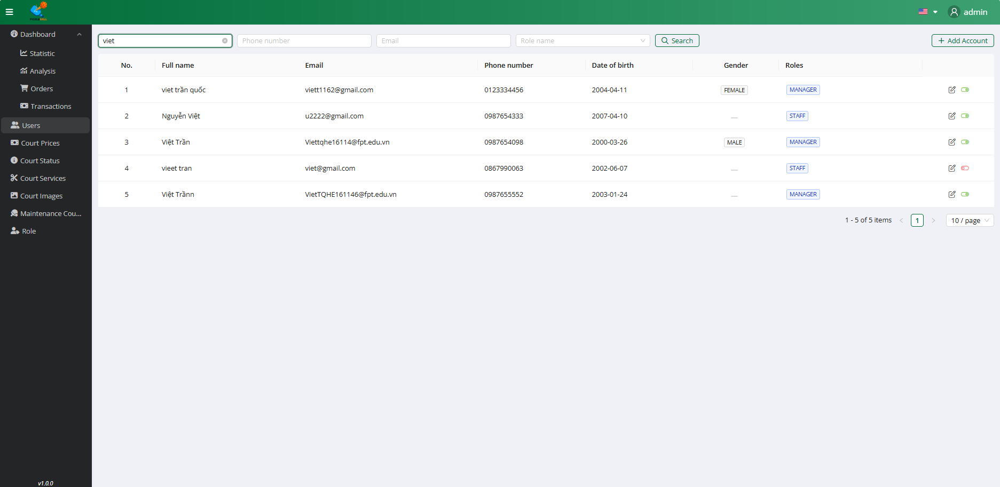 admin
Dashboard
Statistic
Analysis
Orders
Transactions
Users
Court Prices
Court Status
Court Services
Court Images
Maintenance Cou...
Role
v1.0.0
viet Phone number Email Role name Search + Add Account
No. Full name Email Phone number Date of birth Gender Roles
1 viet trần quốc viett1162@gmail.com 0123334456 2004-04-11 FEMALE MANAGER
2 Nguyễn Việt u2222@gmail.com 0987654333 2007-04-10 __ STAFF
3 Việt Trần Viettqhe16114@fpt.edu.vn 0987654098 2000-03-26 MALE MANAGER
4 vieet tran viet@gmail.com 0867990063 2002-06-07 __ STAFF
5 Việt Trầnn VietTQHE161146@fpt.edu.vn 0987655552 2003-01-24 __ MANAGER
1 - 5 of 5 items < 1 > 10 / page